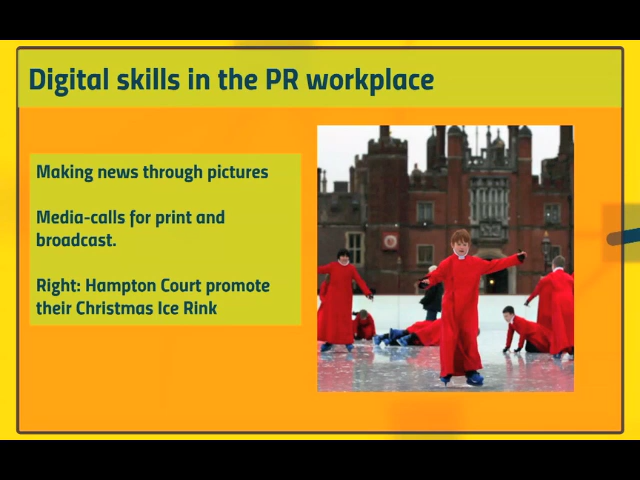 Digital skills in the PR workplace
Making news through pictures
Media-calls for print and
broadcast.
Right: Hampton Court promote
their Christmas Ice Rink